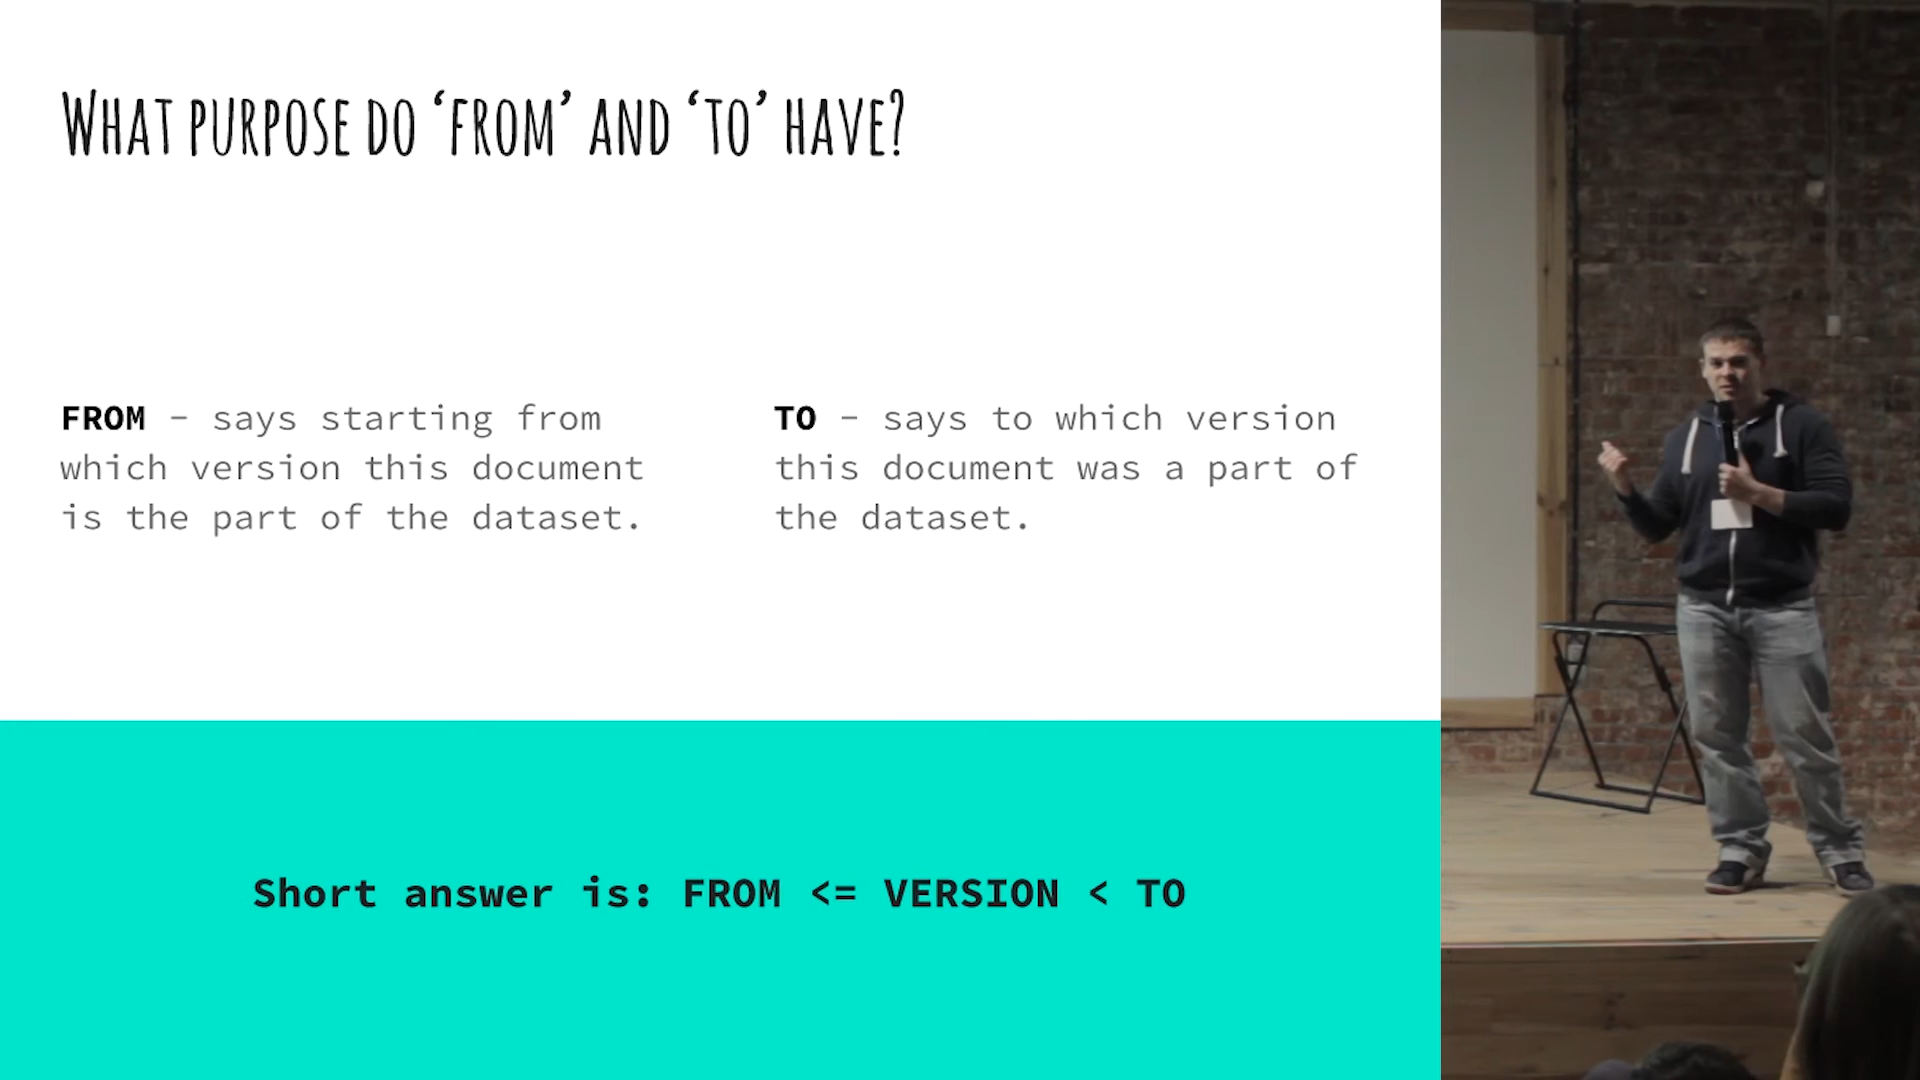 What purpose do ‘from’ and ‘to’ have?
FROM - says starting from
which version this document
is the part of the dataset.
TO - says to which version
this document was a part of
the dataset.
Short answer is: FROM <= VERSION < TO